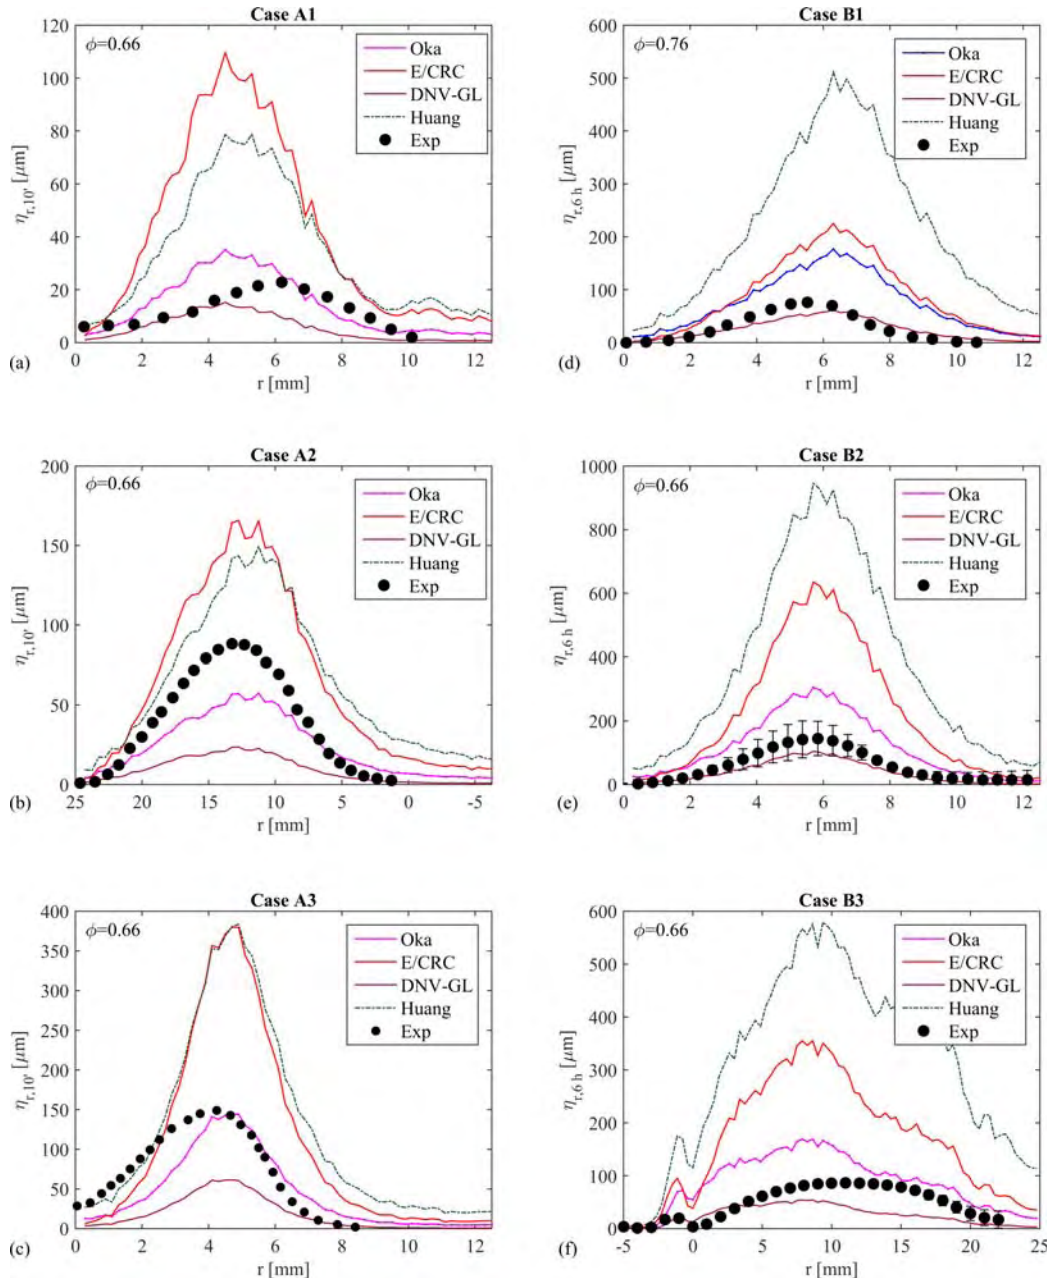 Case A1
ϕ=0.66
Oka
E/CRC
DNV-GL
Huang
Exp
120
100
80
60
40
20
0
η_{r,10'} [μm]
0 2 4 6 8 10 12
r [mm]
(a)
Case B1
ϕ=0.76
Oka
E/CRC
DNV-GL
Huang
Exp
600
500
400
300
200
100
0
η_{r,6 h} [μm]
0 2 4 6 8 10 12
r [mm]
(d)
Case A2
ϕ=0.66
Oka
E/CRC
DNV-GL
Huang
Exp
200
150
100
50
0
η_{r,10'} [μm]
25 20 15 10 5 0 -5
r [mm]
(b)
Case B2
ϕ=0.66
Oka
E/CRC
DNV-GL
Huang
Exp
1000
800
600
400
200
0
η_{r,6 h} [μm]
0 2 4 6 8 10 12
r [mm]
(e)
Case A3
ϕ=0.66
Oka
E/CRC
DNV-GL
Huang
Exp
400
350
300
250
200
150
100
50
0
η_{r,10'} [μm]
0 2 4 6 8 10 12
r [mm]
(c)
Case B3
ϕ=0.66
Oka
E/CRC
DNV-GL
Huang
Exp
600
500
400
300
200
100
0
η_{r,6 h} [μm]
-5 0 5 10 15 20 25
r [mm]
(f)